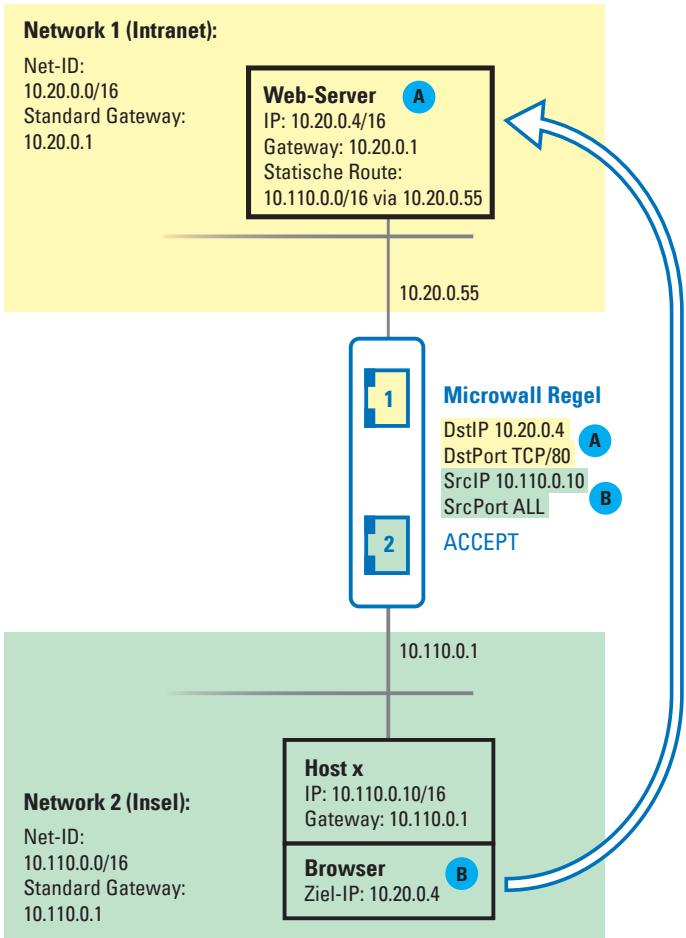 Network 1 (Intranet):
Net-ID:
10.20.0.0/16
Standard Gateway:
10.20.0.1
Web-Server A
IP: 10.20.0.4/16
Gateway: 10.20.0.1
Statische Route:
10.110.0.0/16 via 10.20.0.55
10.20.0.55
1
Microwall Regel
DstIP 10.20.0.4
DstPort TCP/80
A
SrcIP 10.110.0.10
SrcPort ALL
B
2
ACCEPT
10.110.0.1
Host x
IP: 10.110.0.10/16
Gateway: 10.110.0.1
Network 2 (Insel):
Net-ID:
10.110.0.0/16
Standard Gateway:
10.110.0.1
Browser B
Ziel-IP: 10.20.0.4